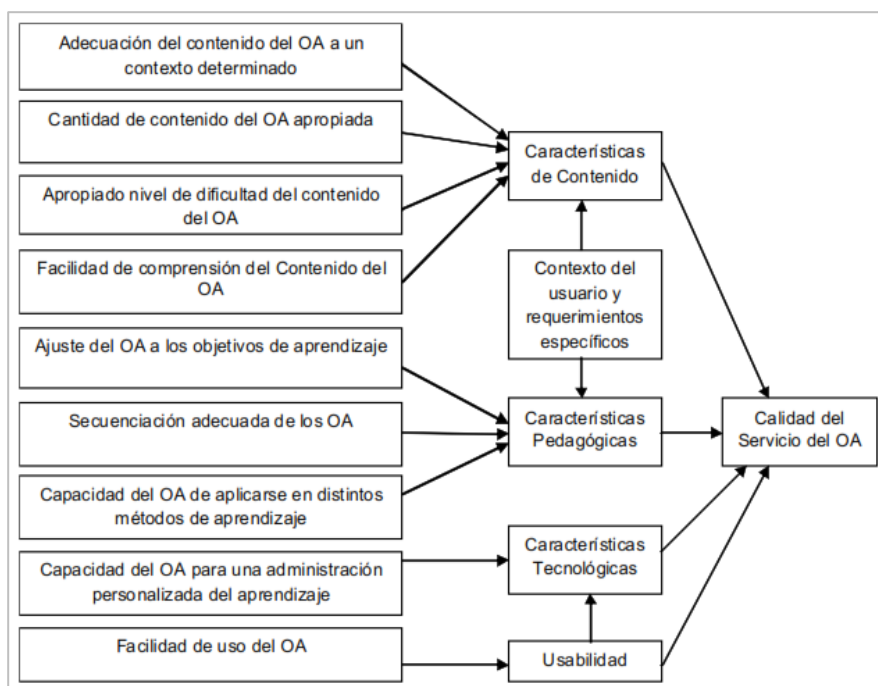 Adecuación del contenido del OA a un
contexto determinado
Cantidad de contenido del OA apropiada
Apropiado nivel de dificultad del contenido
del OA
Facilidad de comprensión del Contenido del
OA
Ajuste del OA a los objetivos de aprendizaje
Secuenciación adecuada de los OA
Capacidad del OA de aplicarse en distintos
métodos de aprendizaje
Capacidad del OA para una administración
personalizada del aprendizaje
Facilidad de uso del OA
Características
de Contenido
Contexto del
usuario y
requerimientos
específicos
Características
Pedagógicas
Características
Tecnológicas
Usabilidad
Calidad del
Servicio del OA